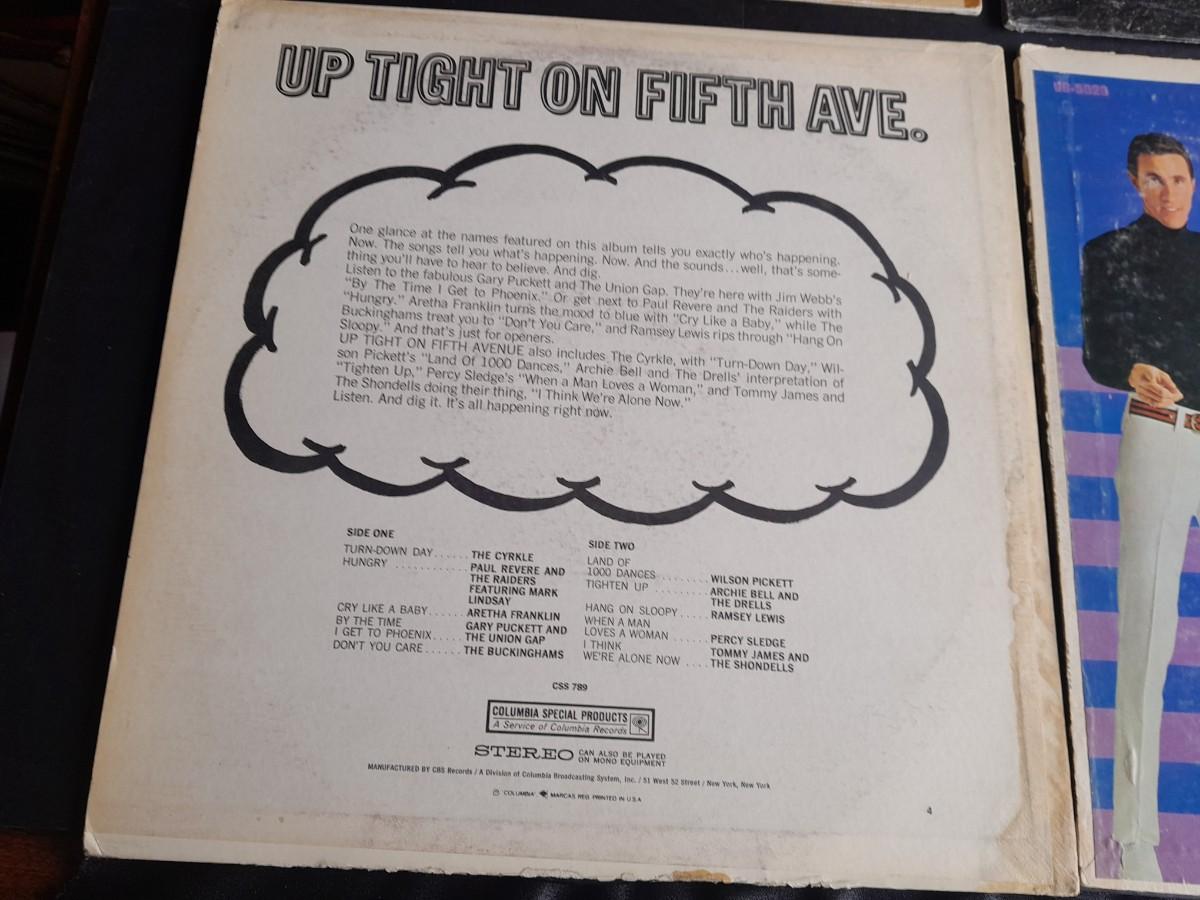 UP TIGHT ON FIFTH AVE.
One glance at the names featured on this album tells you exactly who's happening.
Now. The songs tell you what's happening. Now. And the sounds...well, that's some-
thing you'll have to hear to believe. And dig.
Listen to the fabulous Gary Puckett and The Union Gap. They're here with Jim Webb's
"By The Time I Get to Phoenix." Or get next to Paul Revere and The Raiders with
"Hungry." Aretha Franklin turns the mood to blue with "Cry Like a Baby," while The
Buckinghams treat you to "Don't You Care," and Ramsey Lewis rips through "Hang On
Sloopy." And that's just for openers.
UP TIGHT ON FIFTH AVENUE also includes The Cyrkle, with "Turn-Down Day," Wil-
son Pickett's "Land Of 1000 Dances," Archie Bell and The Drells' interpretation of
"Tighten Up," Percy Sledge's "When a Man Loves a Woman," and Tommy James and
The Shondells doing their thing, "I Think We're Alone Now."
Listen. And dig it. It's all happening right now.
SIDE ONE
TURN-DOWN DAY...... THE CYRKLE
HUNGRY ............ PAUL REVERE AND
THE RAIDERS
FEATURING MARK
LINDSAY
CRY LIKE A BABY...... ARETHA FRANKLIN
BY THE TIME GARY PUCKETT AND
I GET TO PHOENIX..... THE UNION GAP
DON'T YOU CARE...... THE BUCKINGHAMS
SIDE TWO
LAND OF
1000 DANCES ........ WILSON PICKETT
TIGHTEN UP ......... ARCHIE BELL AND
THE DRELLS
HANG ON SLOOPY..... RAMSEY LEWIS
WHEN A MAN
LOVES A WOMAN ...... PERCY SLEDGE
I THINK TOMMY JAMES AND
WE'RE ALONE NOW .... THE SHONDELLS
CSS 789
COLUMBIA SPECIAL PRODUCTS
A Service of Columbia Records
STEREO CAN ALSO BE PLAYED
ON MONO EQUIPMENT
MANUFACTURED BY CBS Records / A Division of Columbia Broadcasting System, Inc. / 51 West 52 Street / New York, New York
"COLUMBIA" MARCAS REG. PRINTED IN U.S.A.
4